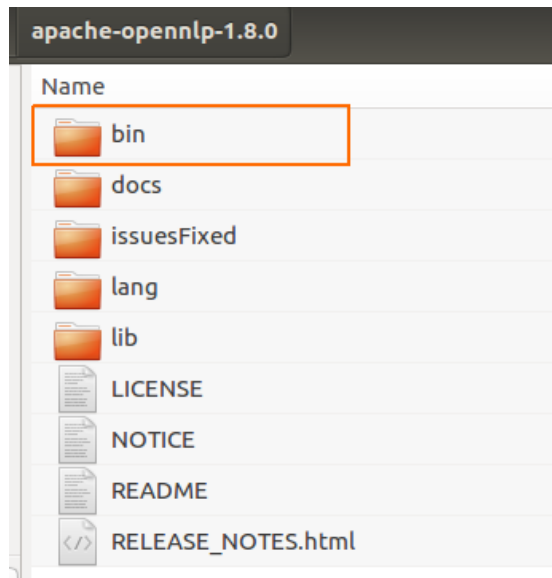 apache-opennlp-1.8.0
Name
bin
docs
issuesFixed
lang
lib
LICENSE
NOTICE
README
RELEASE_NOTES.html